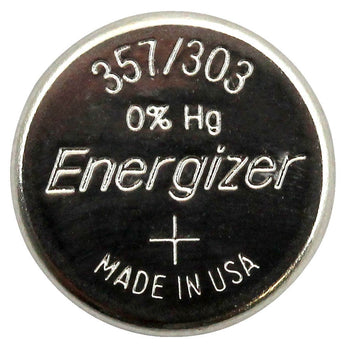 357/303
0% Hg
Energizer
+
MADE IN USA